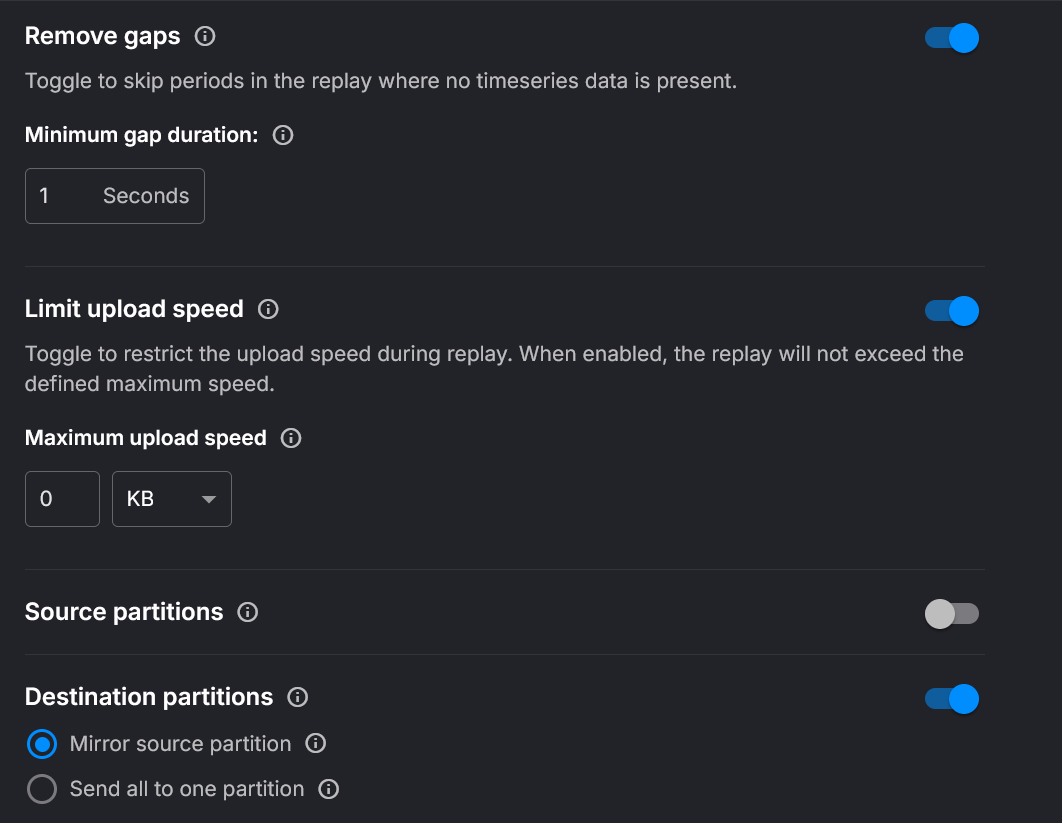 Remove gaps
Toggle to skip periods in the replay where no timeseries data is present.
Minimum gap duration:
1 Seconds
Limit upload speed
Toggle to restrict the upload speed during replay. When enabled, the replay will not exceed the
defined maximum speed.
Maximum upload speed
0 KB
Source partitions
Destination partitions
Mirror source partition
Send all to one partition